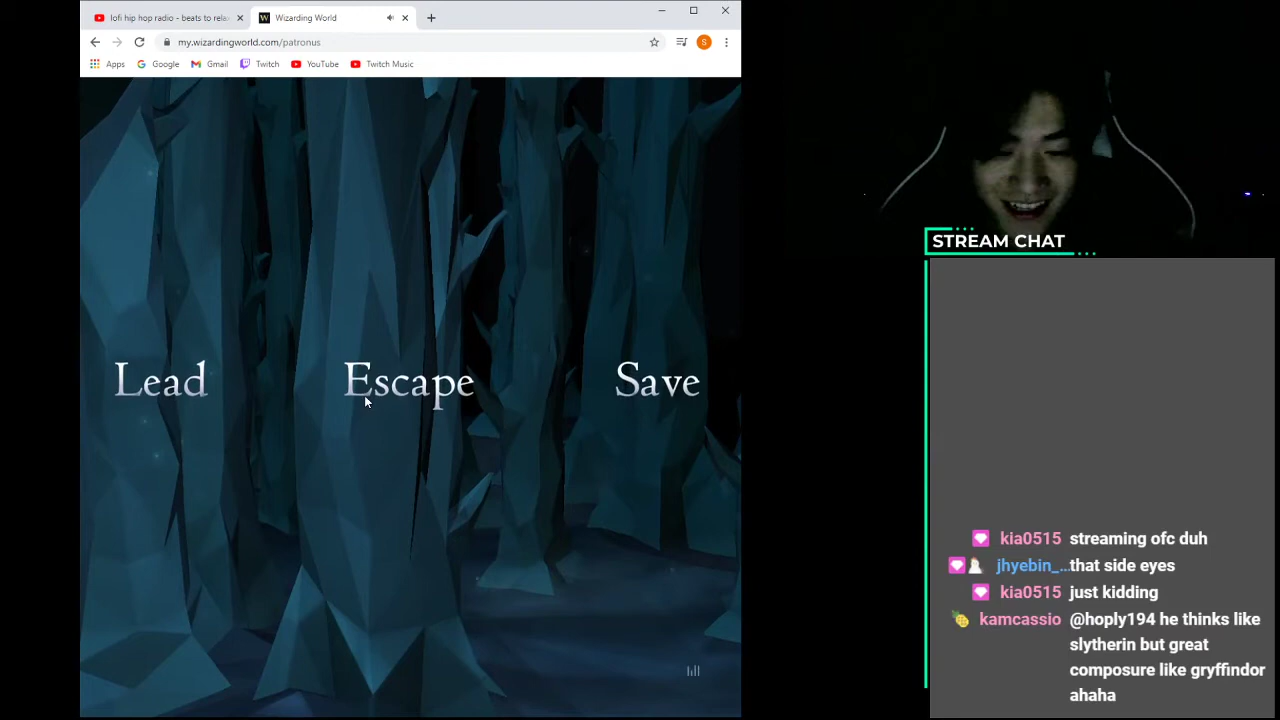 lofi hip hop radio - beats to rela
Wizarding World
my.wizardingworld.com/patronus
S
Apps Google Gmail Twitch YouTube Twitch Music
Lead Escape Save
STREAM CHAT
kia0515 streaming ofc duh
jhyebin_... that side eyes
kia0515 just kidding
kamcassio @hoply194 he thinks like
slytherin but great
composure like gryffindor
ahaha